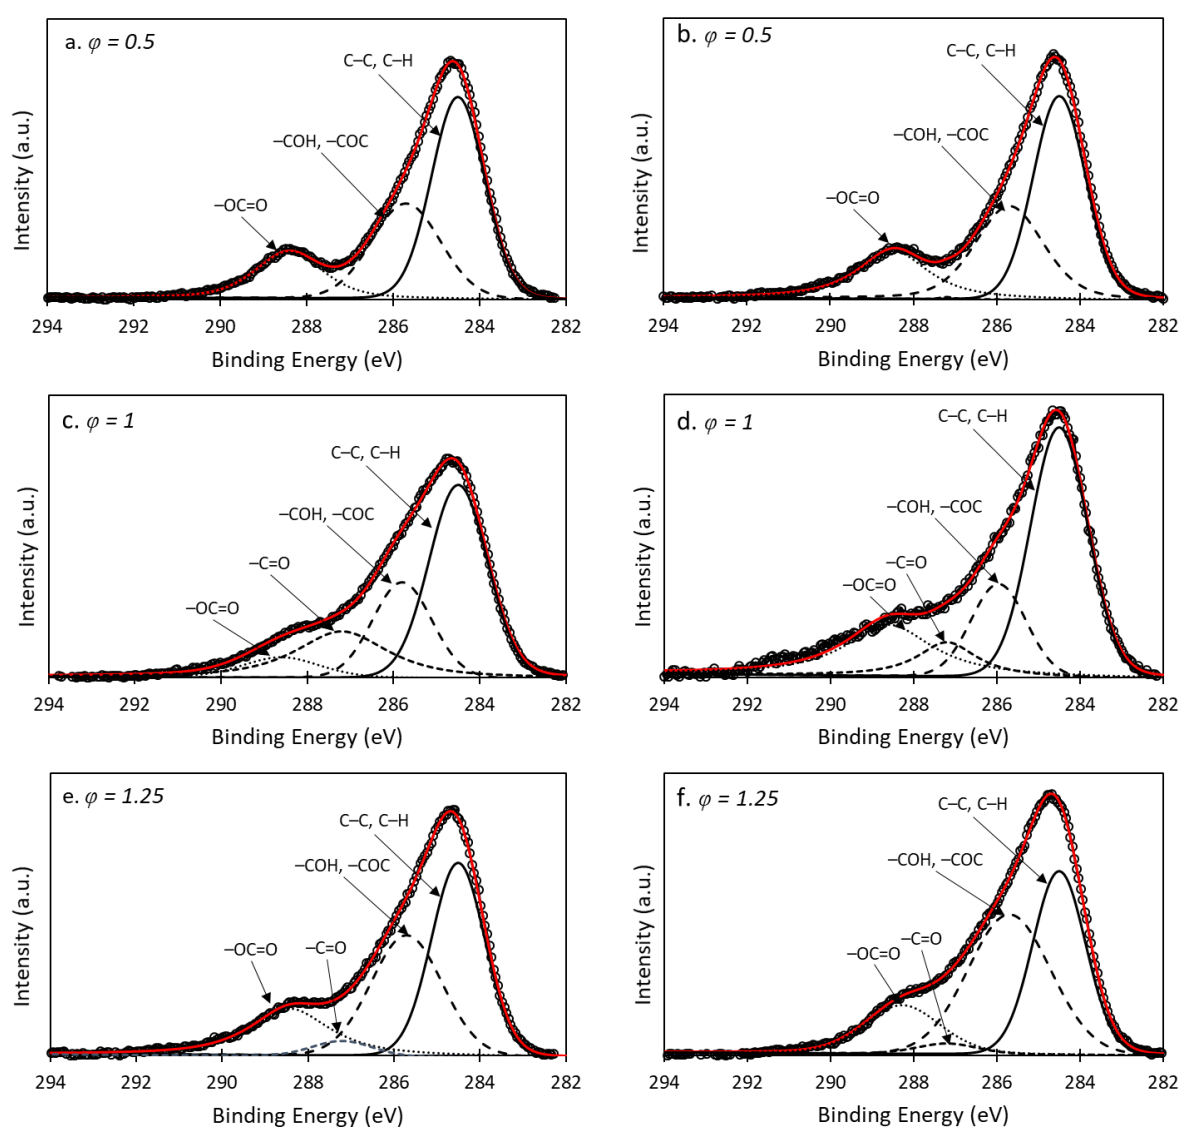 a. φ = 0.5
C–C, C–H
–COH, –COC
–OC=O
Intensity (a.u.)
294 292 290 288 286 284 282
Binding Energy (eV)
b. φ = 0.5
C–C, C–H
–COH, –COC
–OC=O
Intensity (a.u.)
294 292 290 288 286 284 282
Binding Energy (eV)
c. φ = 1
C–C, C–H
–COH, –COC
–C=O
–OC=O
Intensity (a.u.)
294 292 290 288 286 284 282
Binding Energy (eV)
d. φ = 1
C–C, C–H
–COH, –COC
–C=O
–OC=O
Intensity (a.u.)
294 292 290 288 286 284 282
Binding Energy (eV)
e. φ = 1.25
C–C, C–H
–COH, –COC
–OC=O
–C=O
Intensity (a.u.)
294 292 290 288 286 284 282
Binding Energy (eV)
f. φ = 1.25
C–C, C–H
–COH, –COC
–C=O
–OC=O
Intensity (a.u.)
294 292 290 288 286 284 282
Binding Energy (eV)